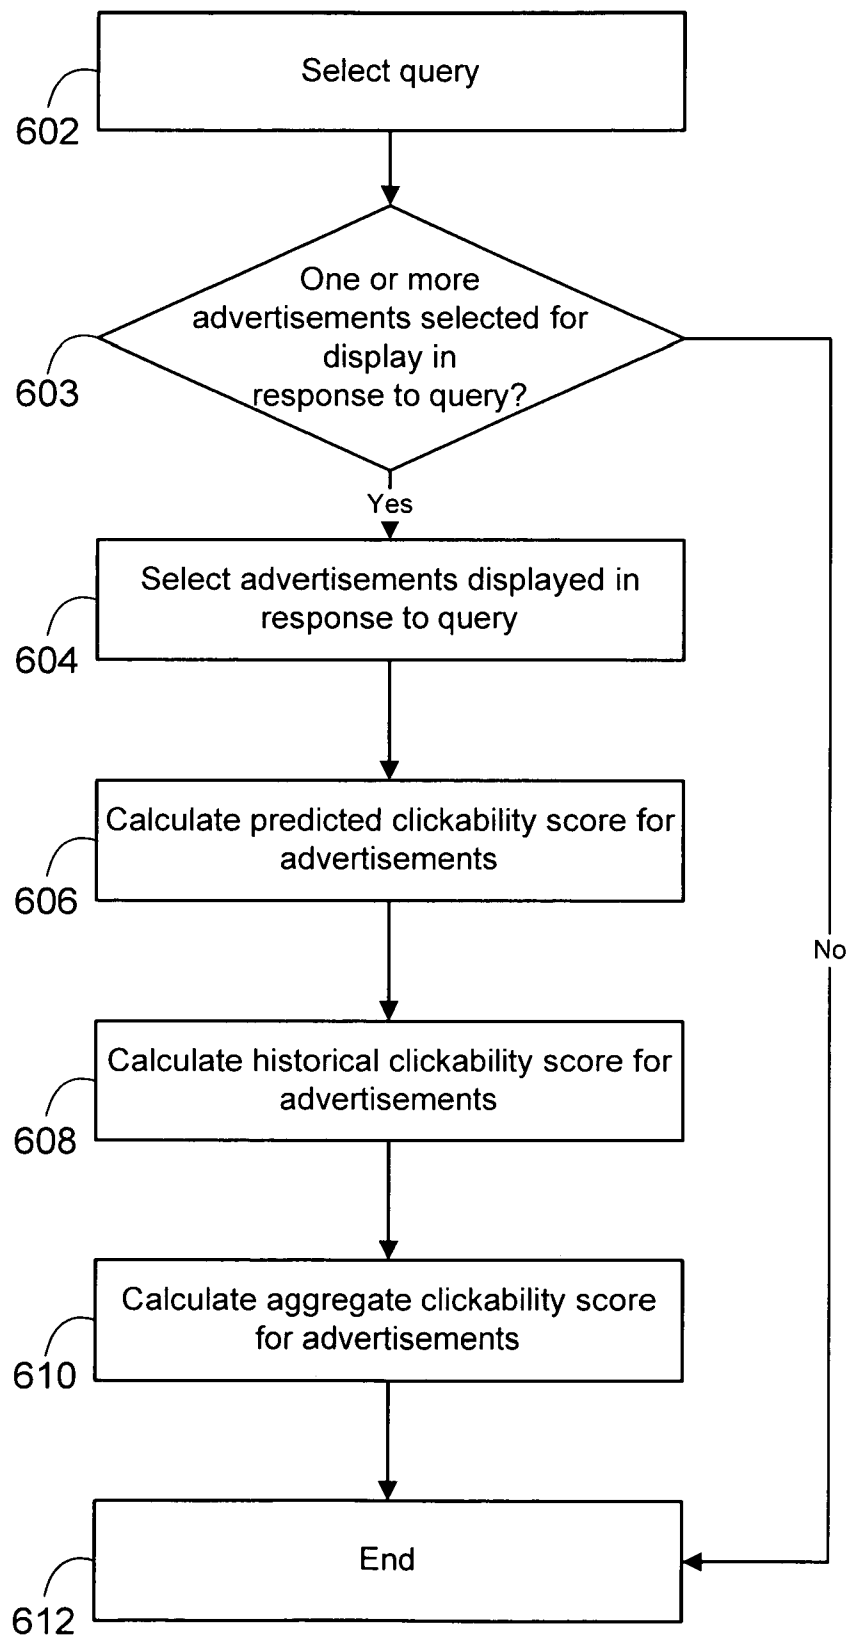 Select query
602
One or more
advertisements selected for
display in
response to query?
603
Yes
Select advertisements displayed in
response to query
604
Calculate predicted clickability score for
advertisements
606
No
Calculate historical clickability score for
advertisements
608
Calculate aggregate clickability score
for advertisements
610
End
612